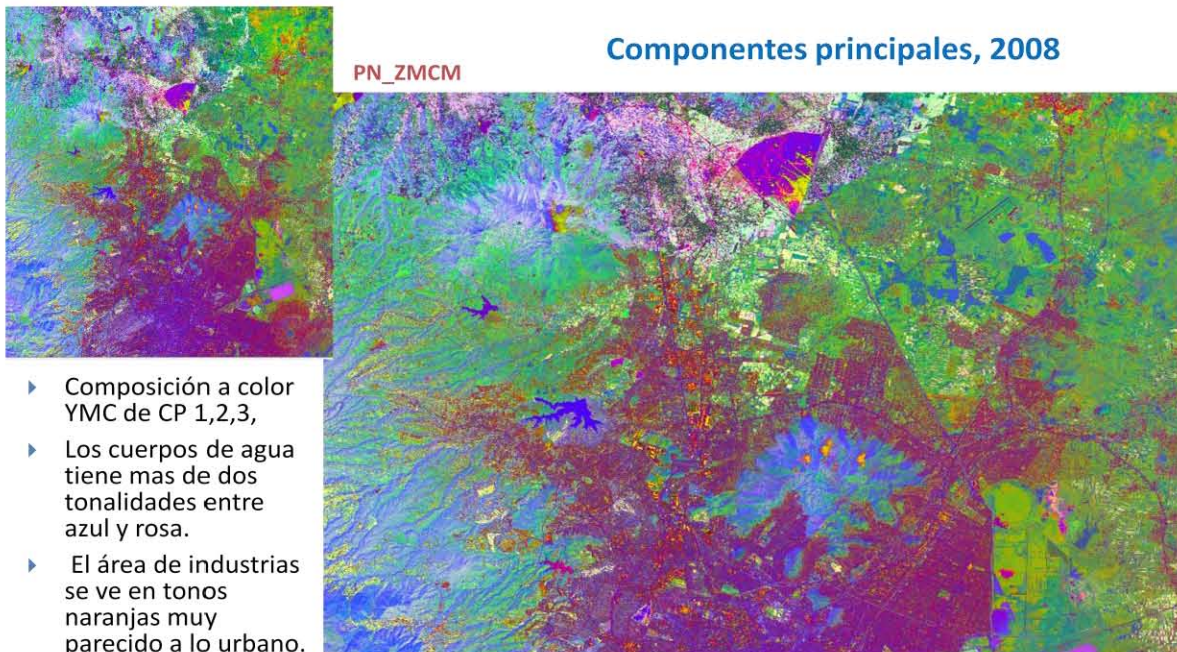 Componentes principales, 2008
PN_ZMCM
Composición a color
YMC de CP 1,2,3,
Los cuerpos de agua
tiene mas de dos
tonalidades entre
azul y rosa.
El área de industrias
se ve en tonos
naranjas muy
parecido a lo urbano.